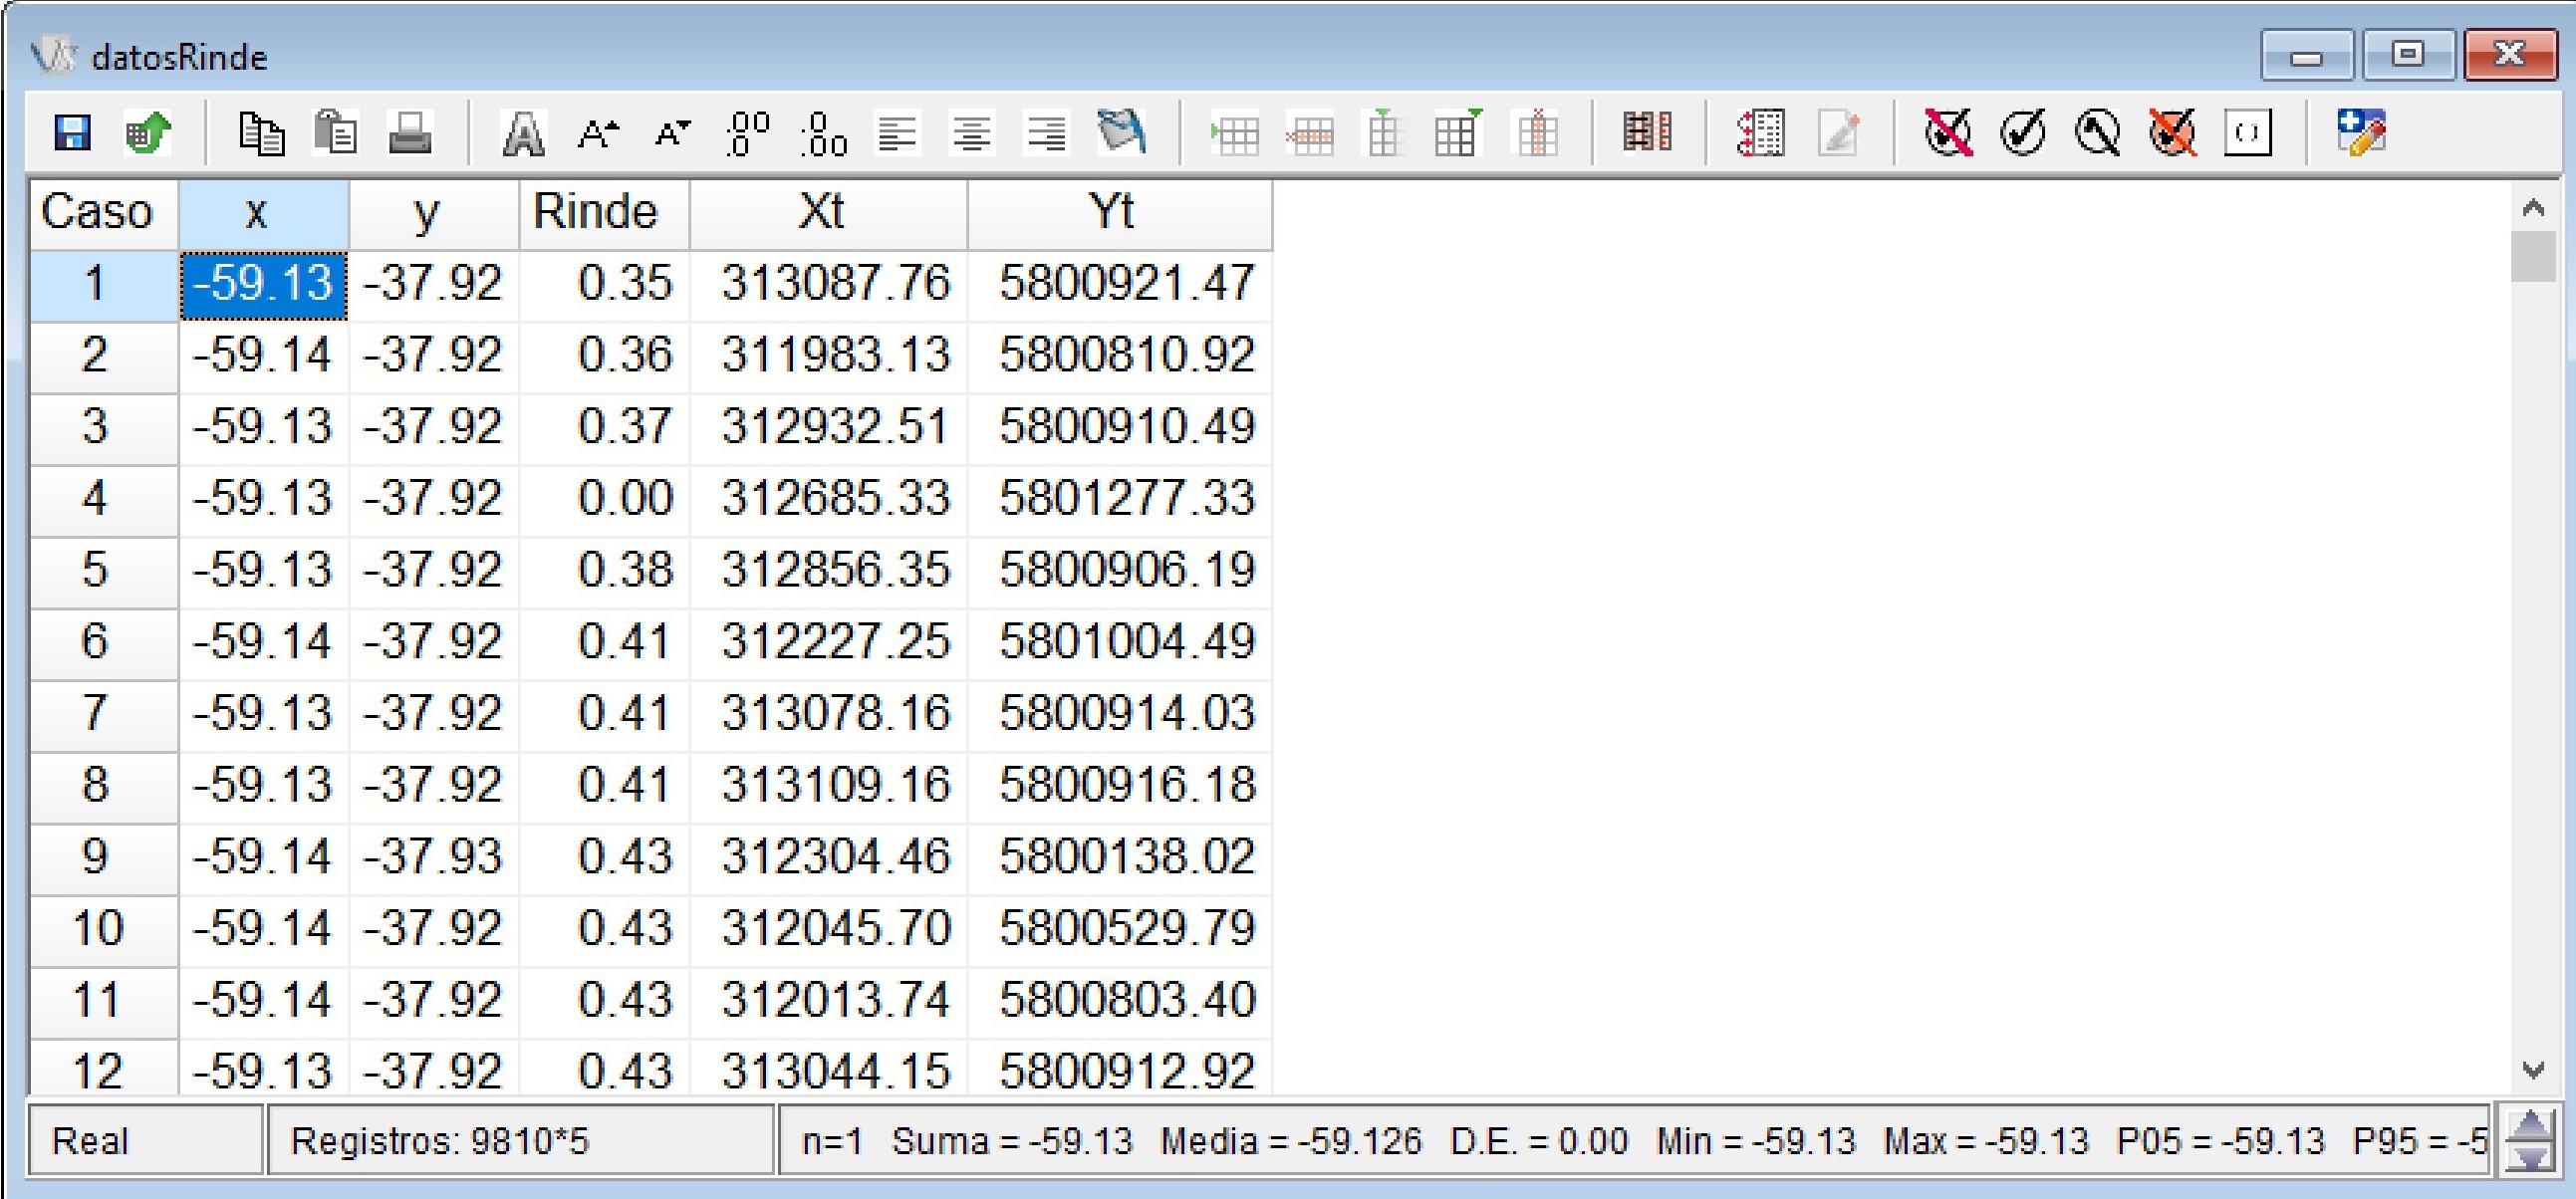 datosRinde
Caso x y Rinde Xt Yt
1 -59.13 -37.92 0.35 313087.76 5800921.47
2 -59.14 -37.92 0.36 311983.13 5800810.92
3 -59.13 -37.92 0.37 312932.51 5800910.49
4 -59.13 -37.92 0.00 312685.33 5801277.33
5 -59.13 -37.92 0.38 312856.35 5800906.19
6 -59.14 -37.92 0.41 312227.25 5801004.49
7 -59.13 -37.92 0.41 313078.16 5800914.03
8 -59.13 -37.92 0.41 313109.16 5800916.18
9 -59.14 -37.93 0.43 312304.46 5800138.02
10 -59.14 -37.92 0.43 312045.70 5800529.79
11 -59.14 -37.92 0.43 312013.74 5800803.40
12 -59.13 -37.92 0.43 313044.15 5800912.92
Real Registros: 9810*5 n=1 Suma = -59.13 Media = -59.126 D.E. = 0.00 Min = -59.13 Max = -59.13 P05 = -59.13 P95 = -5